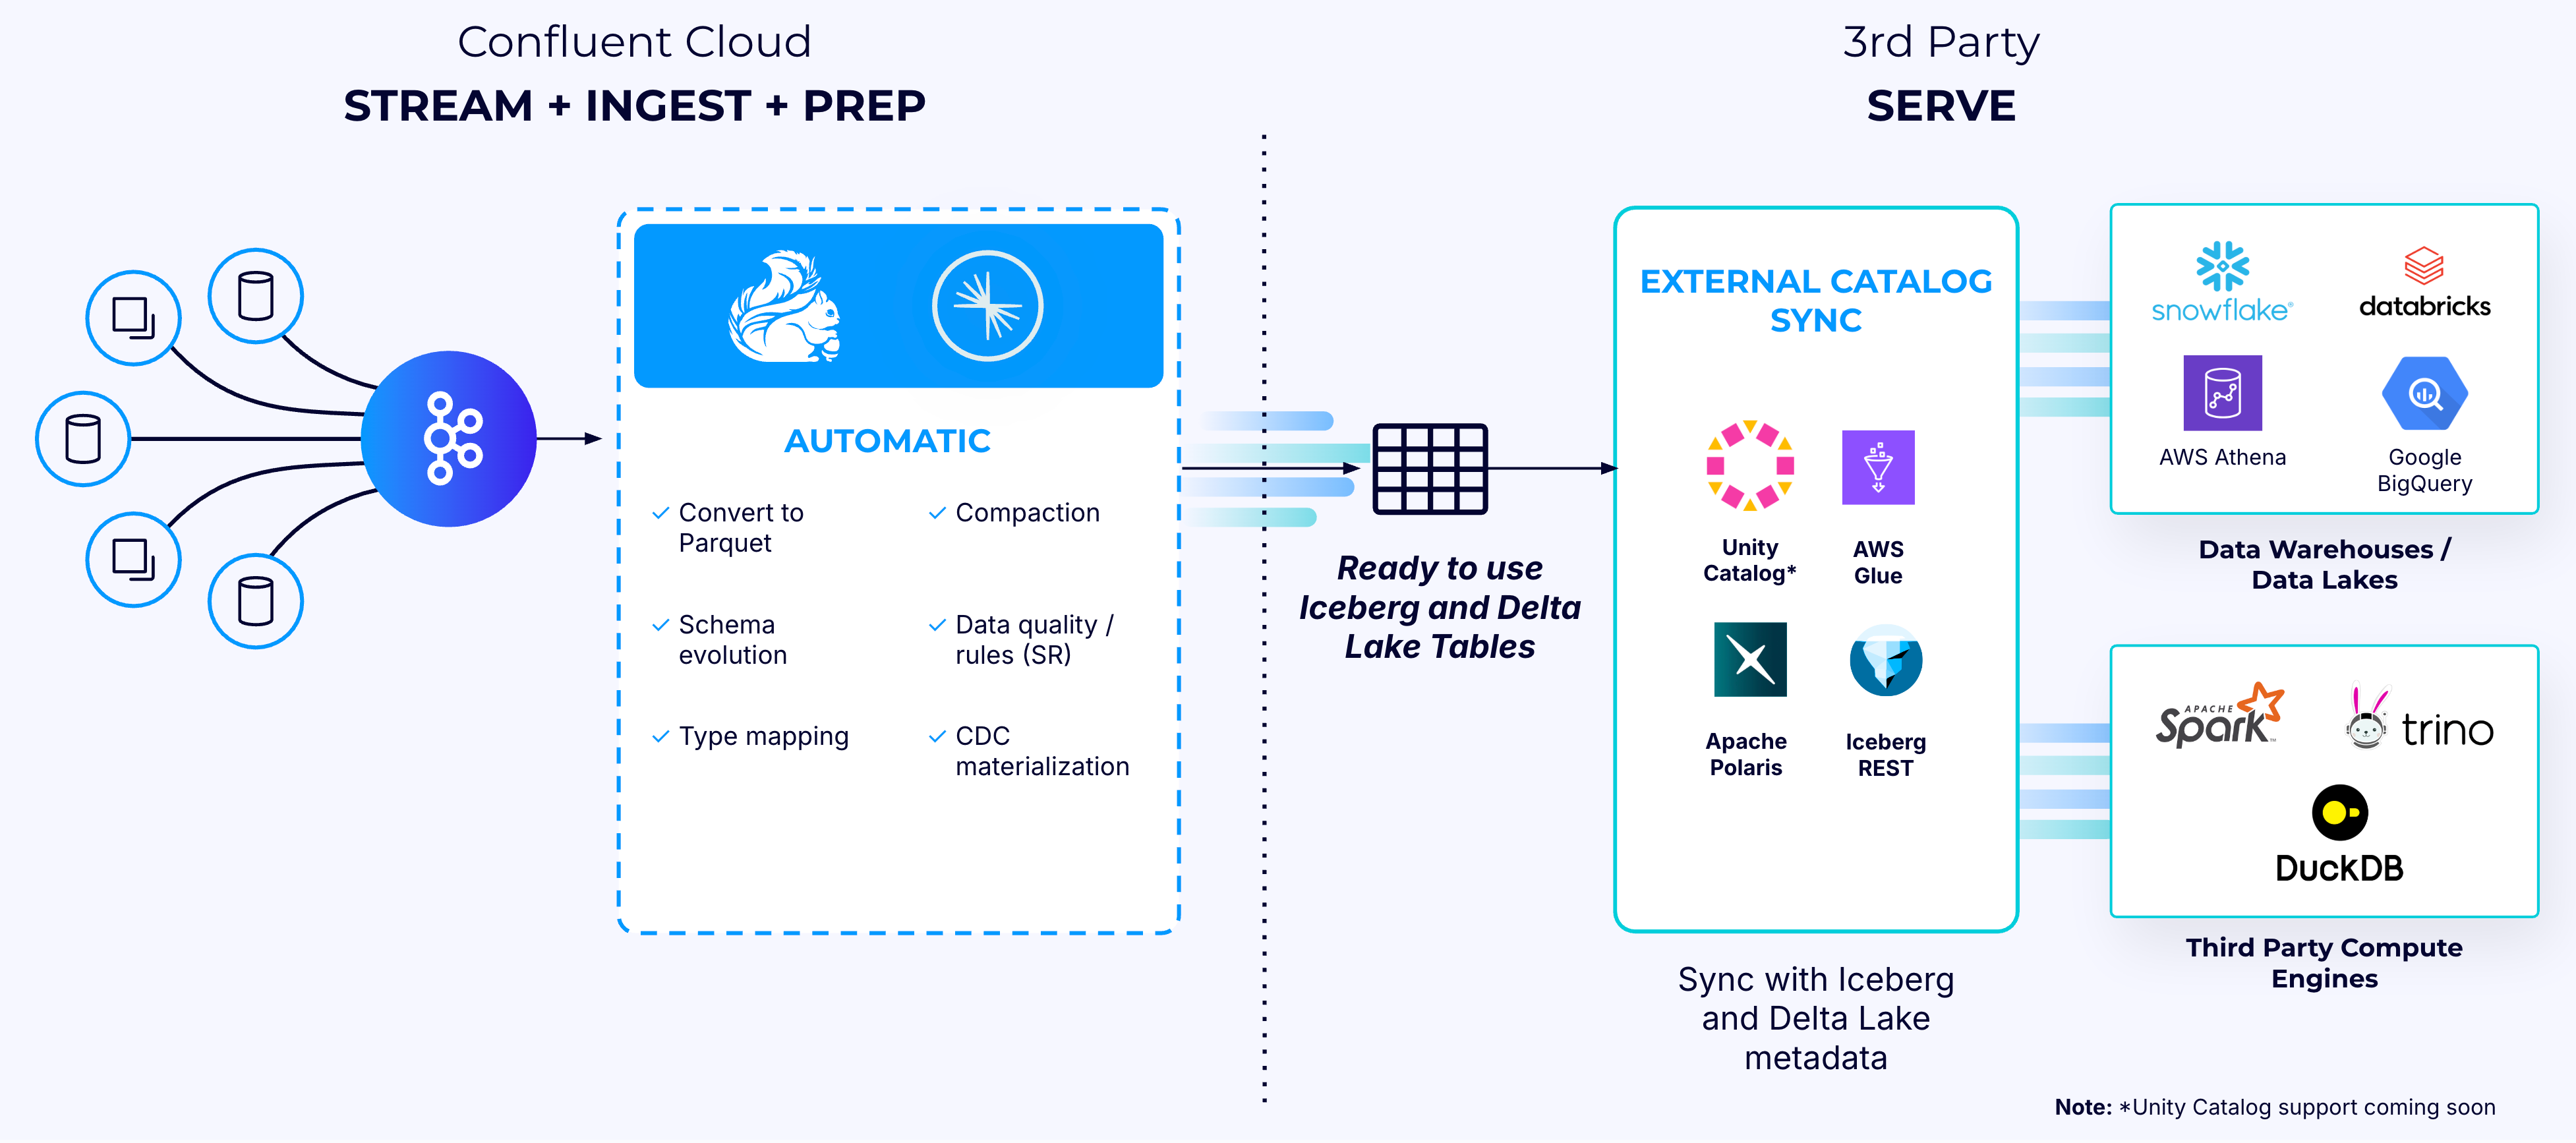 Confluent Cloud
STREAM + INGEST + PREP
3rd Party
SERVE
AUTOMATIC
Convert to
Parquet
Compaction
Schema
evolution
Data quality /
rules (SR)
Type mapping
CDC
materialization
Ready to use
Iceberg and Delta
Lake Tables
EXTERNAL CATALOG
SYNC
Unity
Catalog*
AWS
Glue
Apache
Polaris
Iceberg
REST
Sync with Iceberg
and Delta Lake
metadata
snowflake®
databricks
AWS Athena
Google
BigQuery
Data Warehouses /
Data Lakes
APACHE
Spark™
trino
DuckDB
Third Party Compute
Engines
Note: *Unity Catalog support coming soon